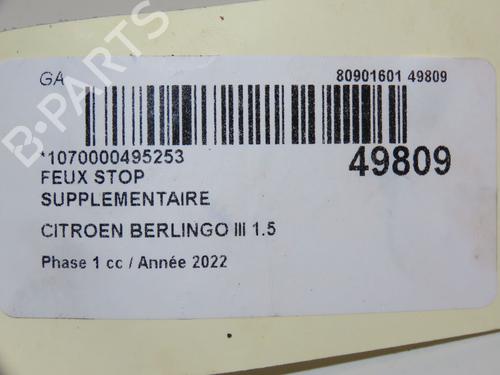 GA
80901601 49809
*1070000495253
49809
FEUX STOP
SUPPLEMENTAIRE
CITROEN BERLINGO III 1.5
Phase 1 cc / Année 2022
B-PARTS